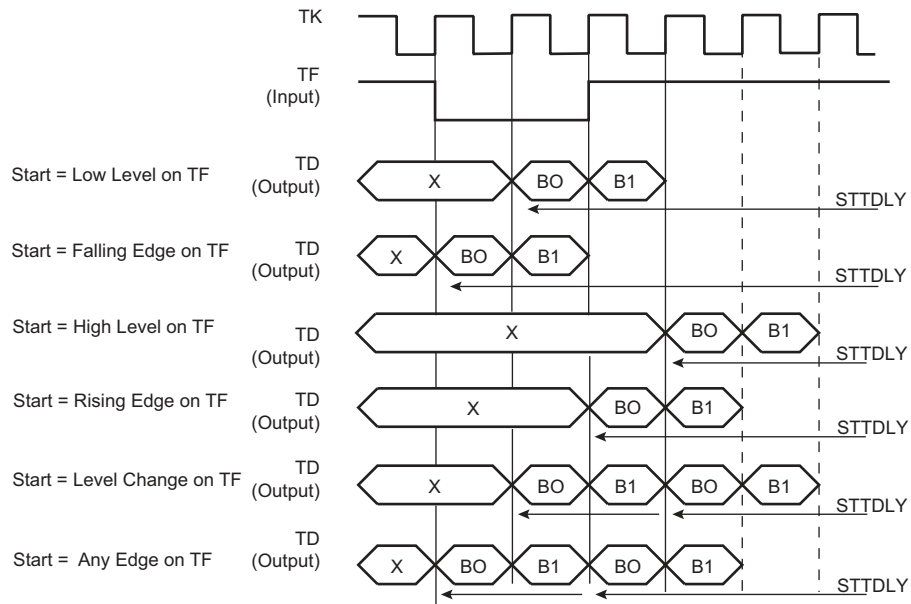 TK
TF
(Input)
Start = Low Level on TF
TD
(Output)
X
BO
B1
STTDLY
Start = Falling Edge on TF
TD
(Output)
X
BO
B1
STTDLY
Start = High Level on TF
TD
(Output)
X
BO
B1
STTDLY
Start = Rising Edge on TF
TD
(Output)
X
BO
B1
STTDLY
Start = Level Change on TF
TD
(Output)
X
BO
B1
BO
B1
STTDLY
Start = Any Edge on TF
TD
(Output)
X
BO
B1
BO
B1
STTDLY